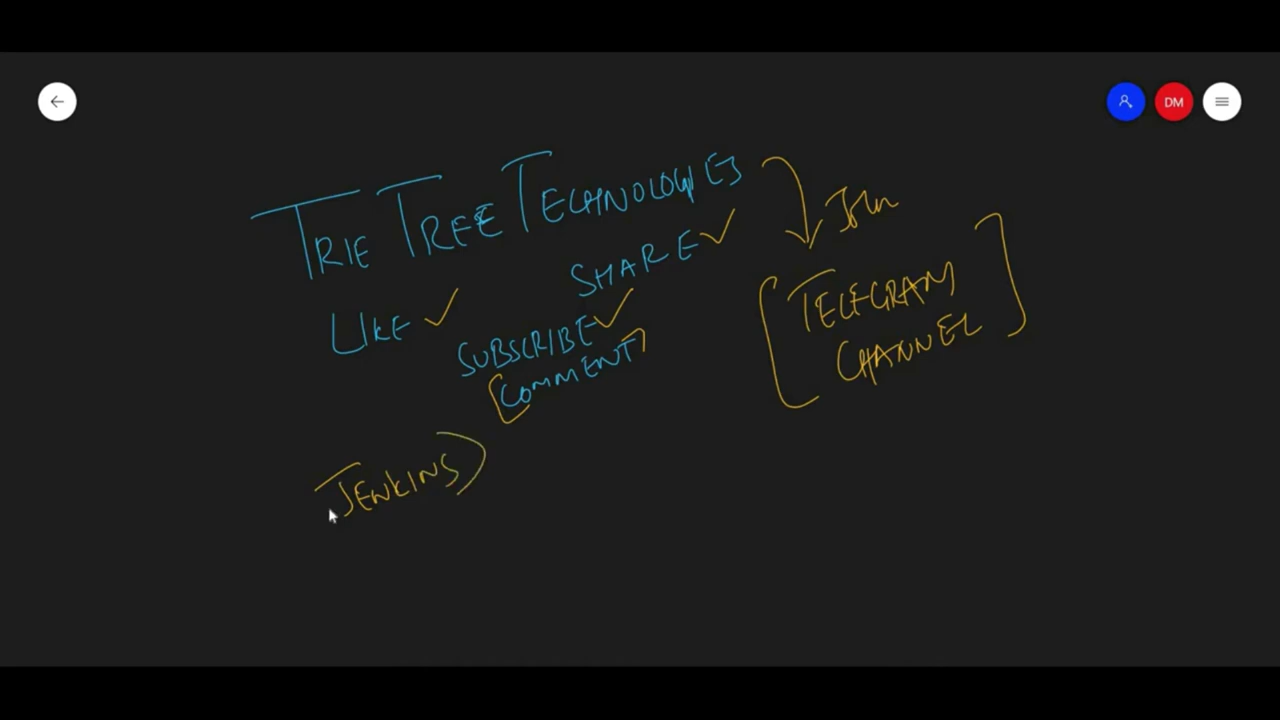 DM
TRIE TREE TECHNOLOGIES
Join
SHARE
LIKE
SUBSCRIBE
COMMENT
TELEGRAM
CHANNEL
JENKINS